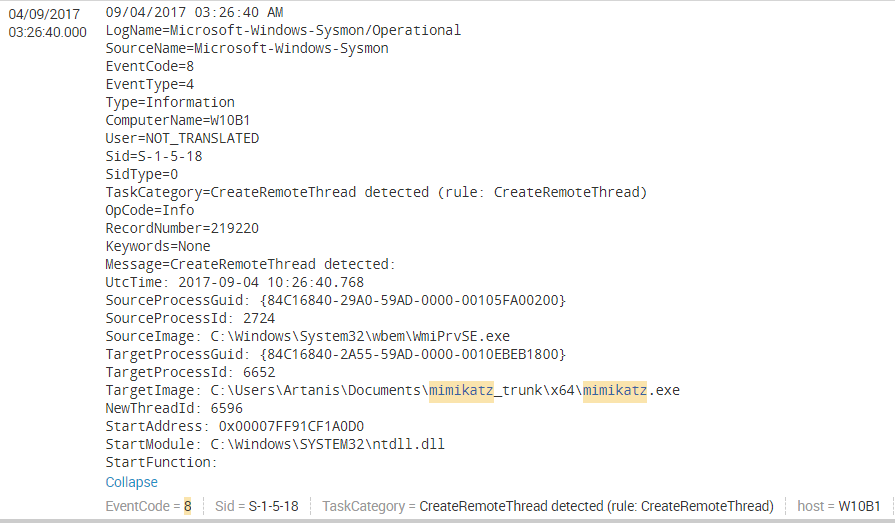 04/09/2017
03:26:40.000
09/04/2017 03:26:40 AM
LogName=Microsoft-Windows-Sysmon/Operational
SourceName=Microsoft-Windows-Sysmon
EventCode=8
EventType=4
Type=Information
ComputerName=W10B1
User=NOT_TRANSLATED
Sid=S-1-5-18
SidType=0
TaskCategory=CreateRemoteThread detected (rule: CreateRemoteThread)
OpCode=Info
RecordNumber=219220
Keywords=None
Message=CreateRemoteThread detected:
UtcTime: 2017-09-04 10:26:40.768
SourceProcessGuid: {84C16840-29A0-59AD-0000-00105FA00200}
SourceProcessId: 2724
SourceImage: C:\Windows\System32\wbem\WmiPrvSE.exe
TargetProcessGuid: {84C16840-2A55-59AD-0000-0010EBEB1800}
TargetProcessId: 6652
TargetImage: C:\Users\Artanis\Documents\mimikatz_trunk\x64\mimikatz.exe
NewThreadId: 6596
StartAddress: 0x00007FF91CF1A0D0
StartModule: C:\Windows\SYSTEM32\ntdll.dll
StartFunction:
Collapse
EventCode = 8 Sid = S-1-5-18 TaskCategory = CreateRemoteThread detected (rule: CreateRemoteThread) host = W10B1